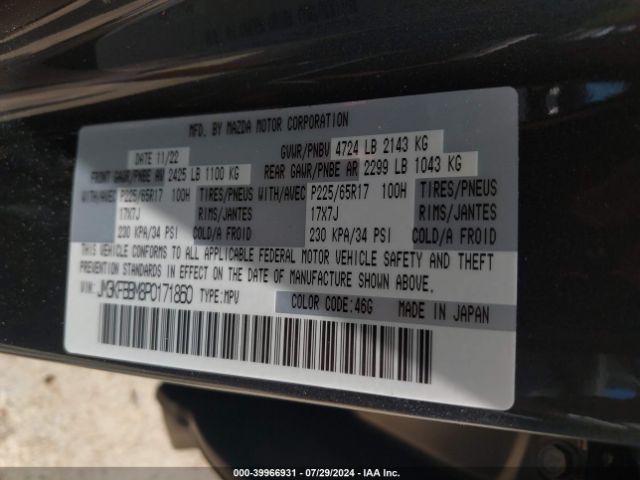 MFD. BY MAZDA MOTOR CORPORATION
DATE 11/22 GVWR/PNBV 4724 LB 2143 KG
FRONT GAWR/PNBE AV 2425 LB 1100 KG REAR GAWR/PNBE AR 2299 LB 1043 KG
WITH/AVEC P225/65R17 100H TIRES/PNEUS WITH/AVEC P225/65R17 100H TIRES/PNEUS
17X7J RIMS/JANTES 17X7J RIMS/JANTES
230 KPA/34 PSI COLD/A FROID 230 KPA/34 PSI COLD/A FROID
THIS VEHICLE CONFORMS TO ALL APPLICABLE FEDERAL MOTOR VEHICLE SAFETY AND THEFT
PREVENTION STANDARDS IN EFFECT ON THE DATE OF MANUFACTURE SHOWN ABOVE.
VIN: JM3KFBBM8P0171860 TYPE:MPV COLOR CODE:46G MADE IN JAPAN
000-39966931 - 07/29/2024 - IAAI.COM